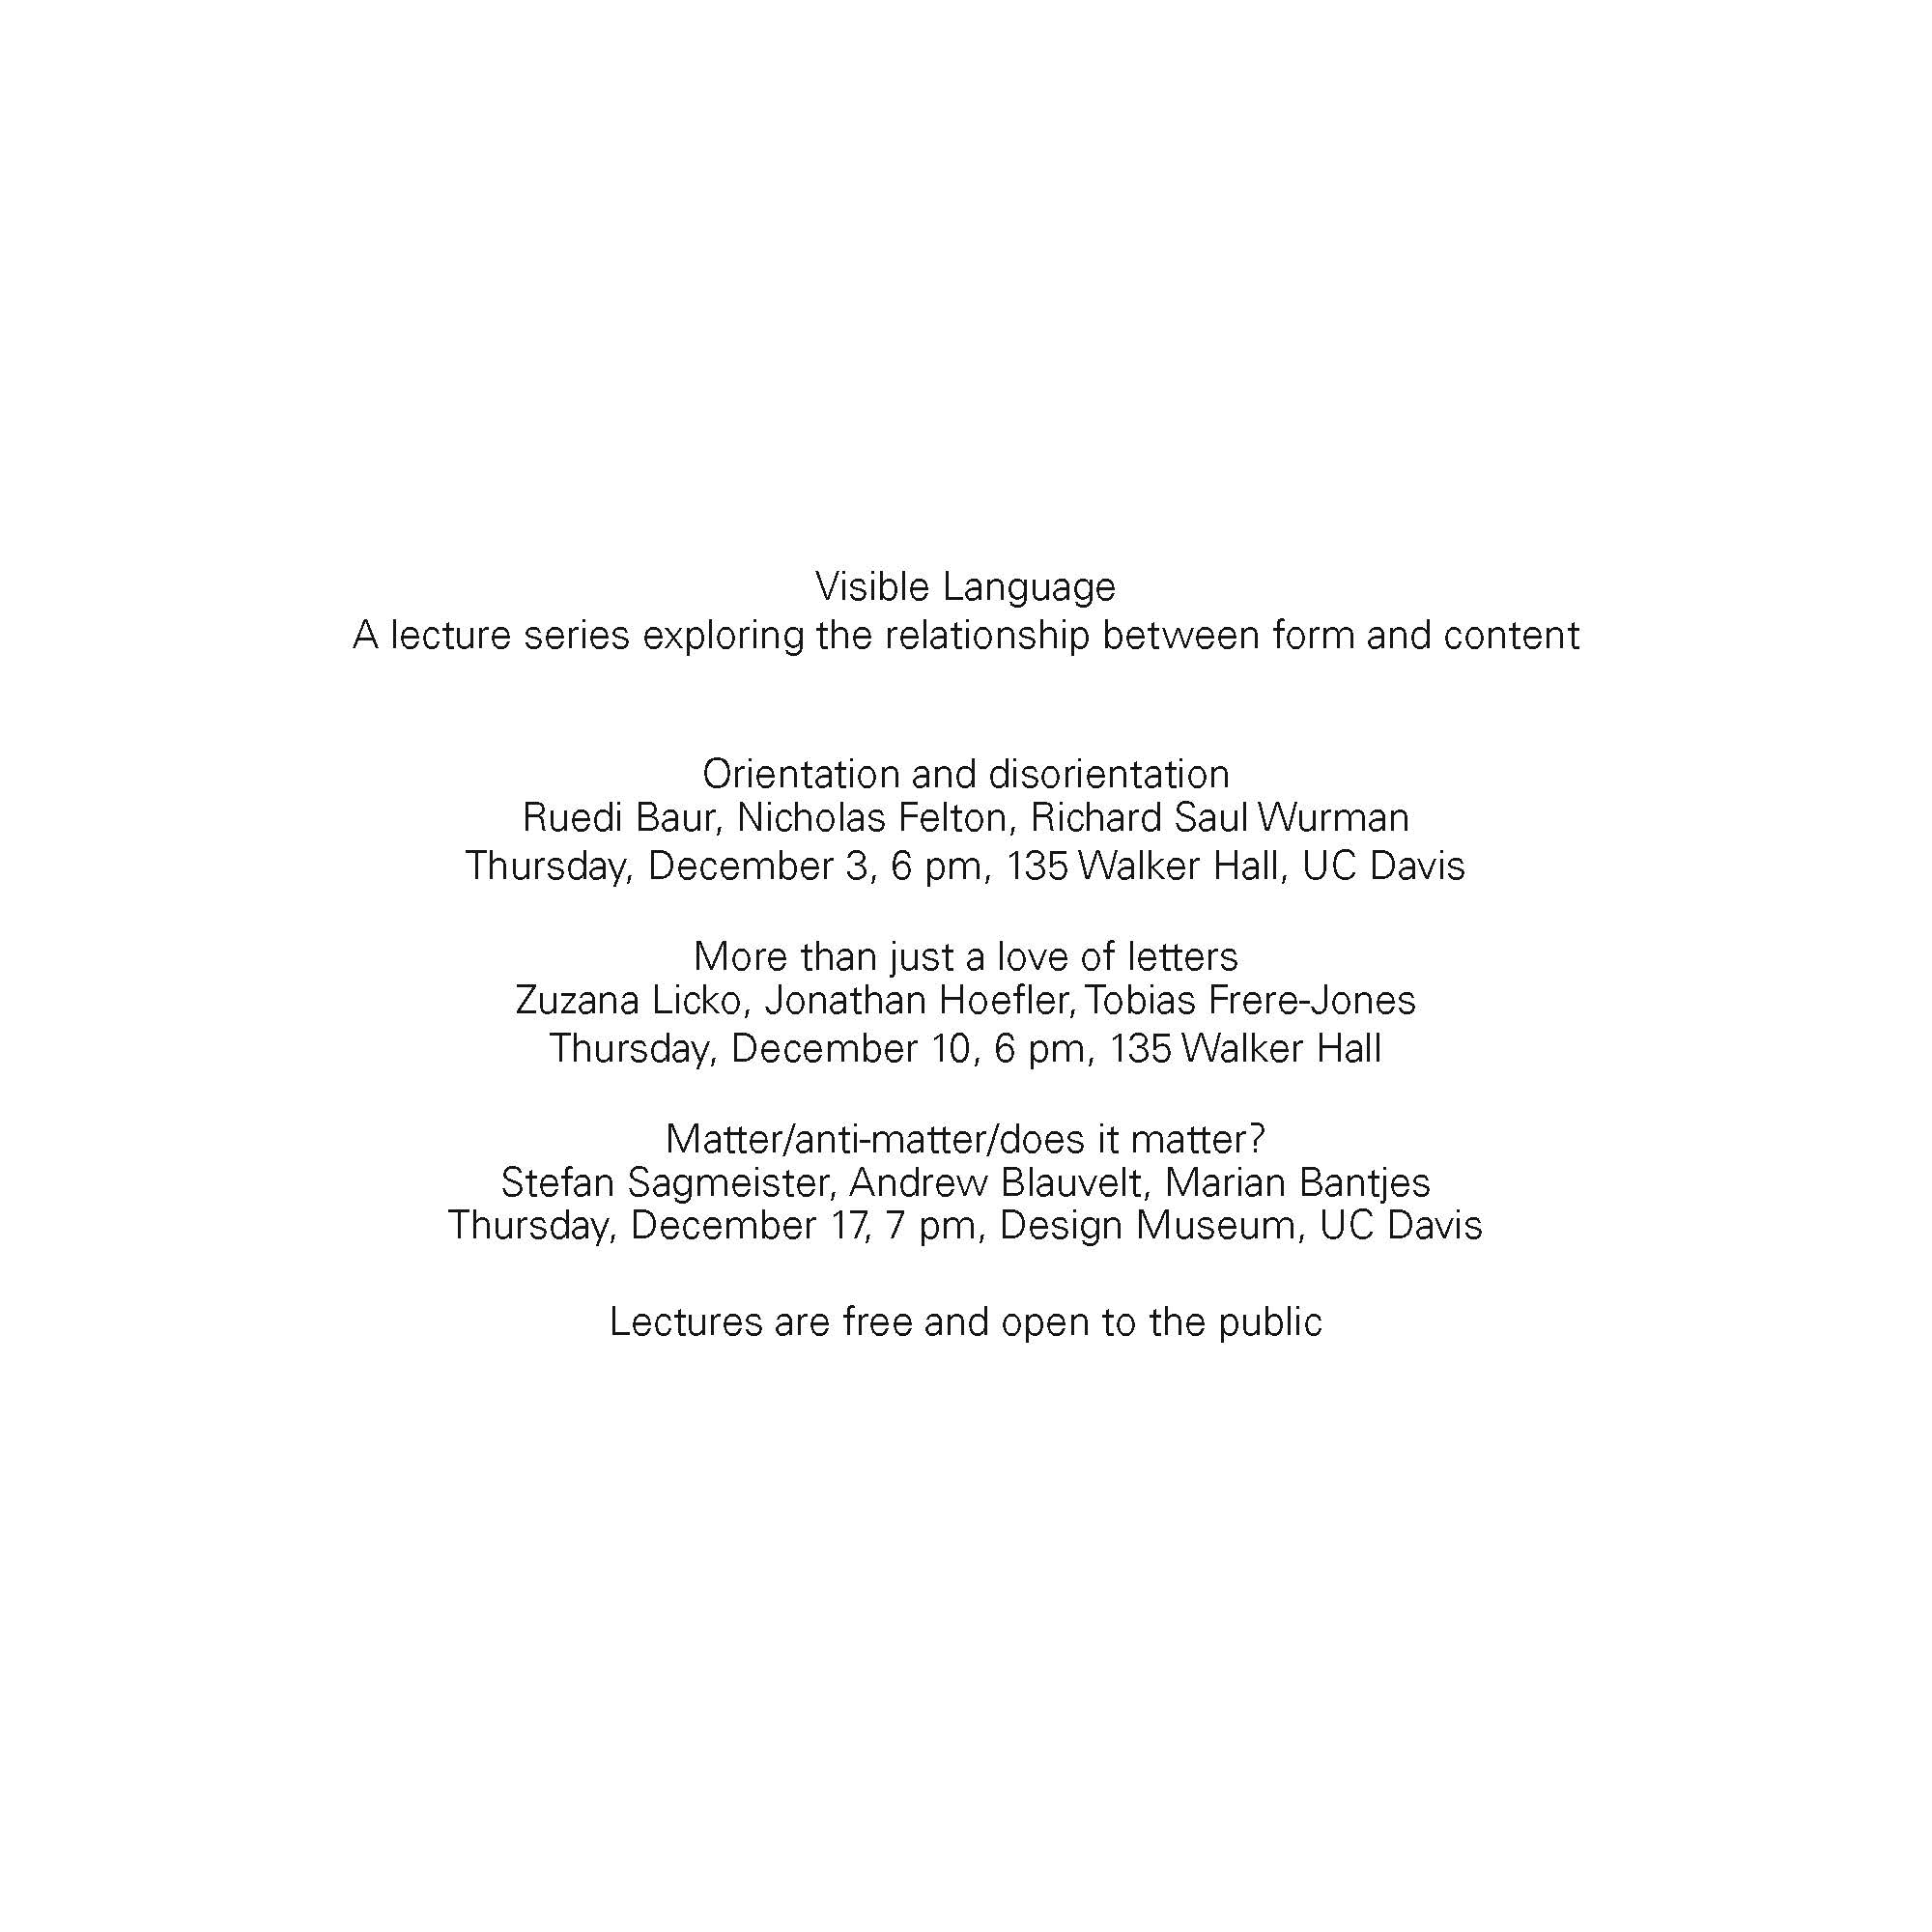 Visible Language
A lecture series exploring the relationship between form and content
Orientation and disorientation
Ruedi Baur, Nicholas Felton, Richard Saul Wurman
Thursday, December 3, 6 pm, 135 Walker Hall, UC Davis
More than just a love of letters
Zuzana Licko, Jonathan Hoefler, Tobias Frere-Jones
Thursday, December 10, 6 pm, 135 Walker Hall
Matter/anti-matter/does it matter?
Stefan Sagmeister, Andrew Blauvelt, Marian Bantjes
Thursday, December 17, 7 pm, Design Museum, UC Davis
Lectures are free and open to the public